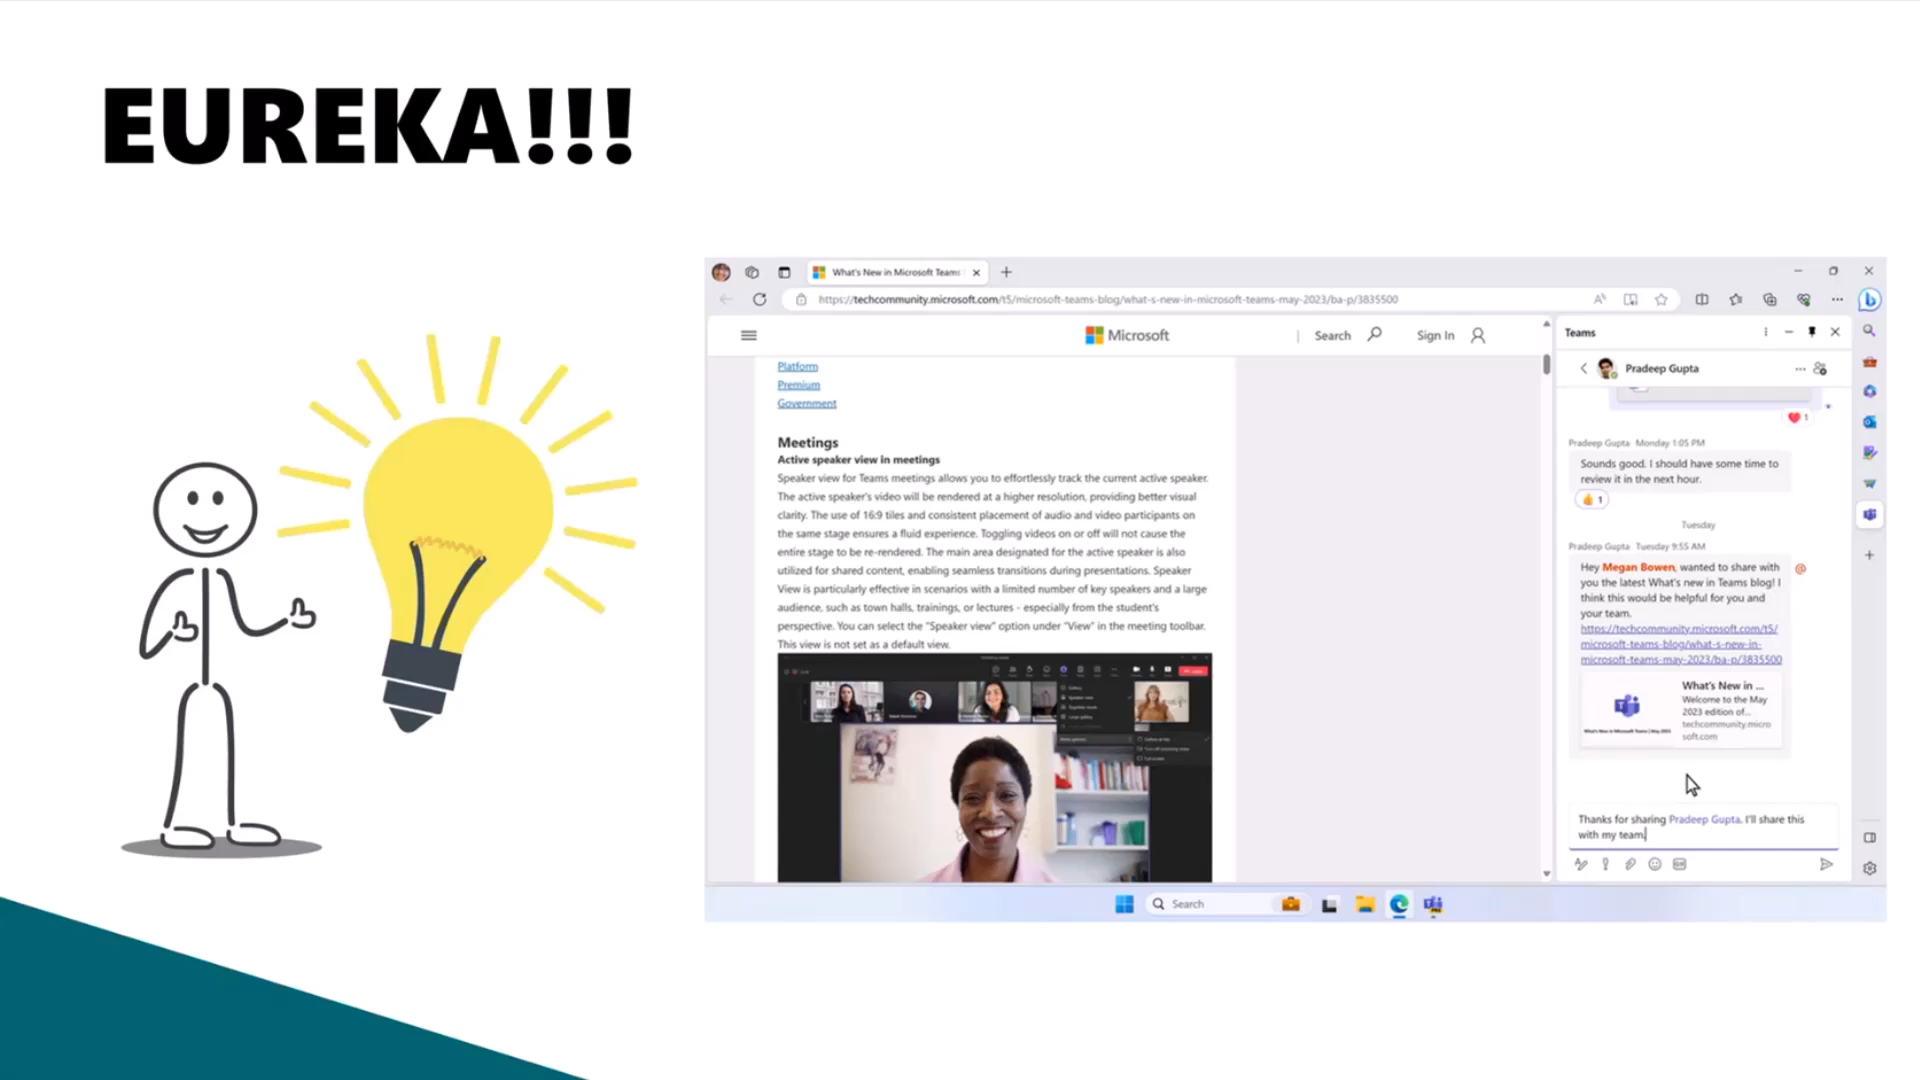 EUREKA!!!
What's New in Microsoft Teams
https://techcommunity.microsoft.com/t5/microsoft-teams-blog/what-s-new-in-microsoft-teams-may-2023/ba-p/3835500
Microsoft
Search
Sign In
Platform
Premium
Government
Meetings
Active speaker view in meetings
Speaker view for Teams meetings allows you to effortlessly track the current active speaker.
The active speaker's video will be rendered at a higher resolution, providing better visual
clarity. The use of 16:9 tiles and consistent placement of audio and video participants on
the same stage ensures a fluid experience. Toggling videos on or off will not cause the
entire stage to be re-rendered. The main area designated for the active speaker is also
utilized for shared content, enabling seamless transitions during presentations. Speaker
View is particularly effective in scenarios with a limited number of key speakers and a large
audience, such as town halls, trainings, or lectures - especially from the student's
perspective. You can select the "Speaker view" option under "View" in the meeting toolbar.
This view is not set as a default view.
Teams
Pradeep Gupta
1
Pradeep Gupta Monday 1:05 PM
Sounds good. I should have some time to
review it in the next hour.
1
Tuesday
Pradeep Gupta Tuesday 9:55 AM
Hey Megan Bowen, wanted to share with
you the latest What's new in Teams blog! I
think this would be helpful for you and
your team.
https://techcommunity.microsoft.com/t5/
microsoft-teams-blog/what-s-new-in-
microsoft-teams-may-2023/ba-p/3835500
What's New in ...
Welcome to the May
2023 edition of...
techcommunity.micro
soft.com
What's New in Microsoft Teams | May 2023
Thanks for sharing Pradeep Gupta. I'll share this
with my team
Search